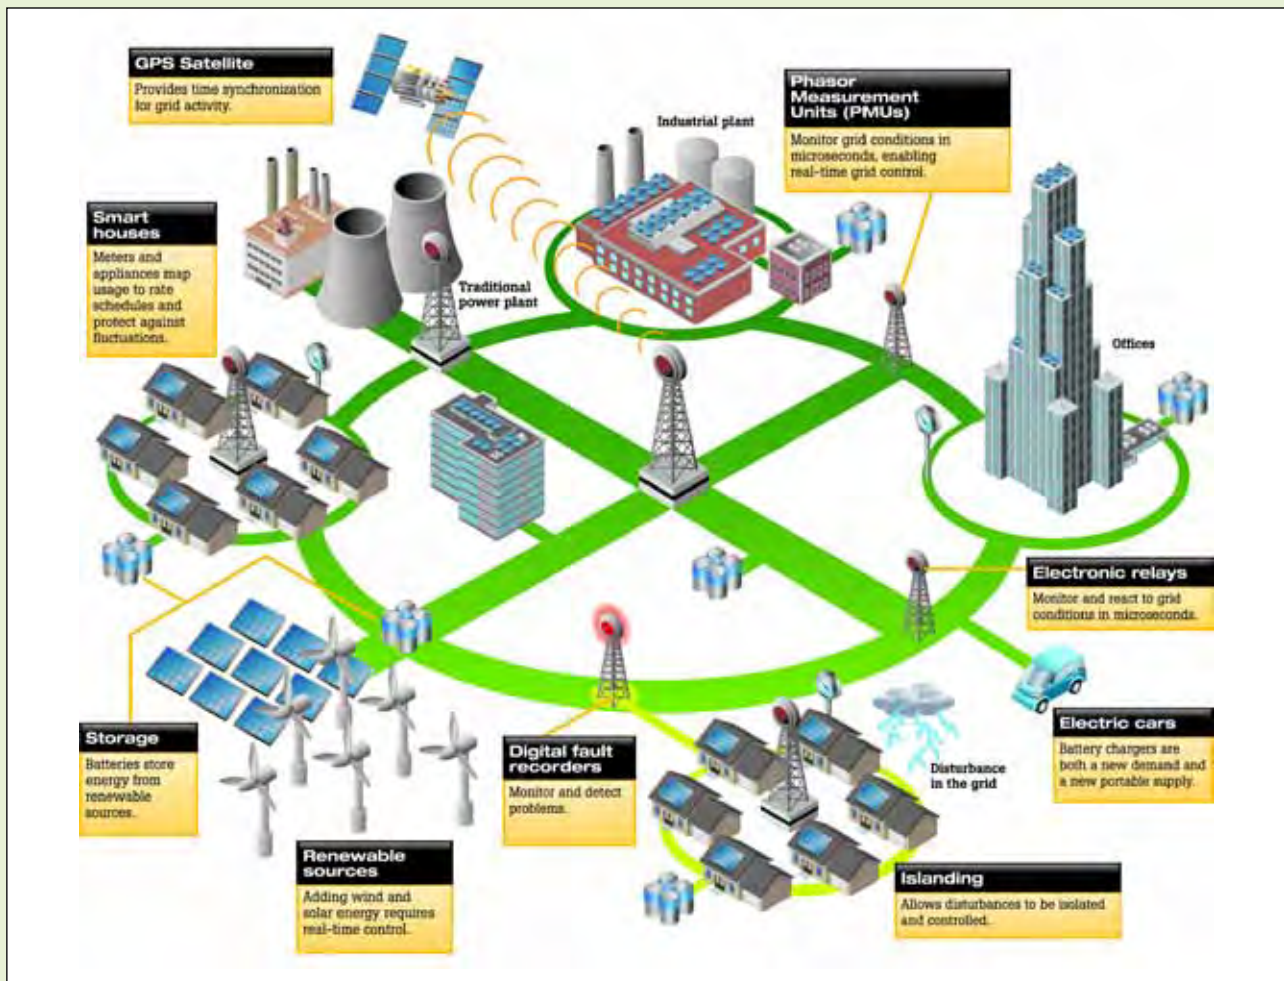 GPS Satellite
Provides time synchronization
for grid activity.
Industrial plant
Phasor
Measurement
Units (PMUs)
Monitor grid conditions in
microseconds, enabling
real-time grid control.
Smart
houses
Meters and
appliances map
usage to rate
schedules and
protect against
fluctuations.
Traditional
power plant
Offices
Electronic relays
Monitor and react to grid
conditions in microseconds.
Storage
Batteries store
energy from
renewable
sources.
Digital fault
recorders
Monitor and detect
problems.
Disturbance
in the grid
Electric cars
Battery chargers are
both a new demand and
a new portable supply.
Renewable
sources
Adding wind and
solar energy requires
real-time control.
Islanding
Allows disturbances to be isolated
and controlled.